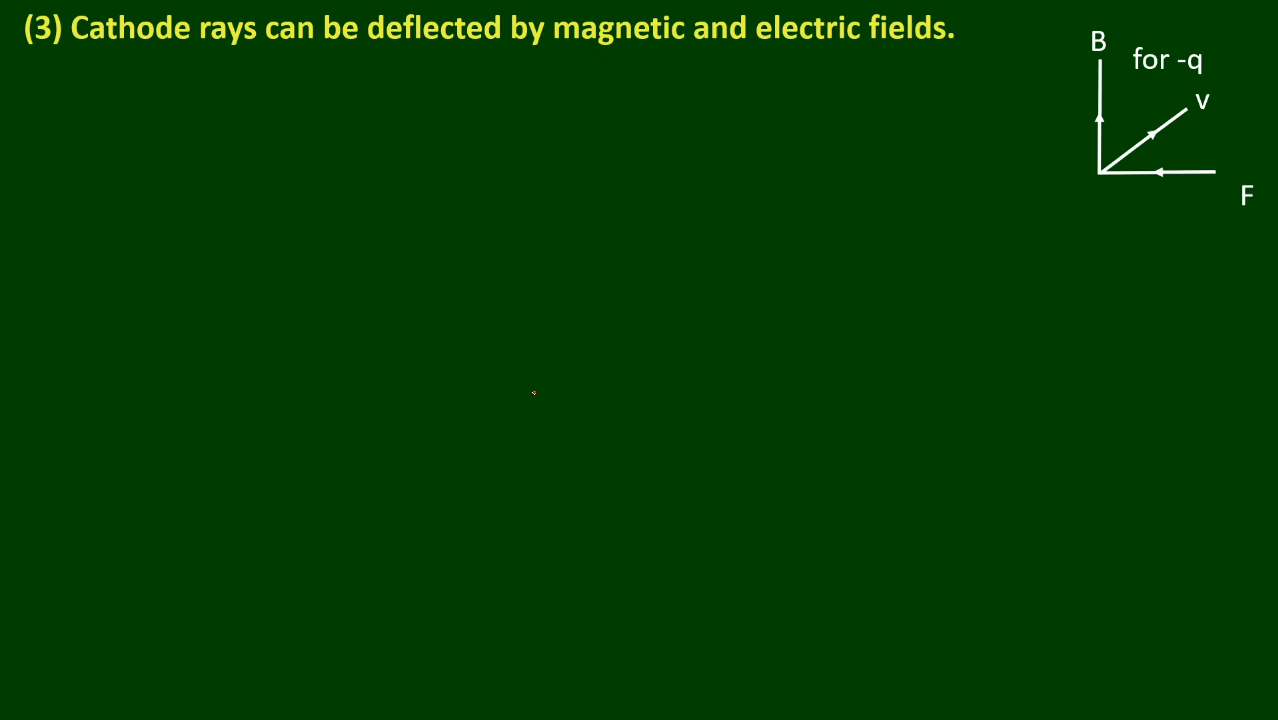 (3) Cathode rays can be deflected by magnetic and electric fields.
B
for -q
v
F